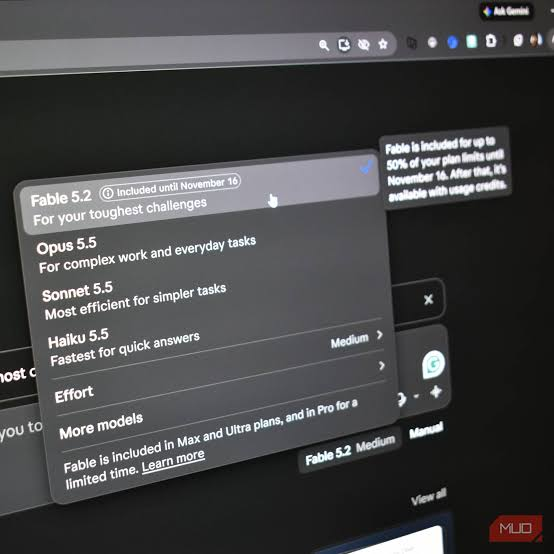 Ask Gemini
Fable is included for up to
50% of your plan limits until
November 16. After that, it's
available with usage credits.
Fable 5.2 Included until November 16
For your toughest challenges
Opus 5.5
For complex work and everyday tasks
Sonnet 5.5
Most efficient for simpler tasks
Haiku 5.5
Fastest for quick answers
Effort Medium
More models
Fable is included in Max and Ultra plans, and in Pro for a
limited time. Learn more
you to
Fable 5.2 Medium
Manual
View all
MUO